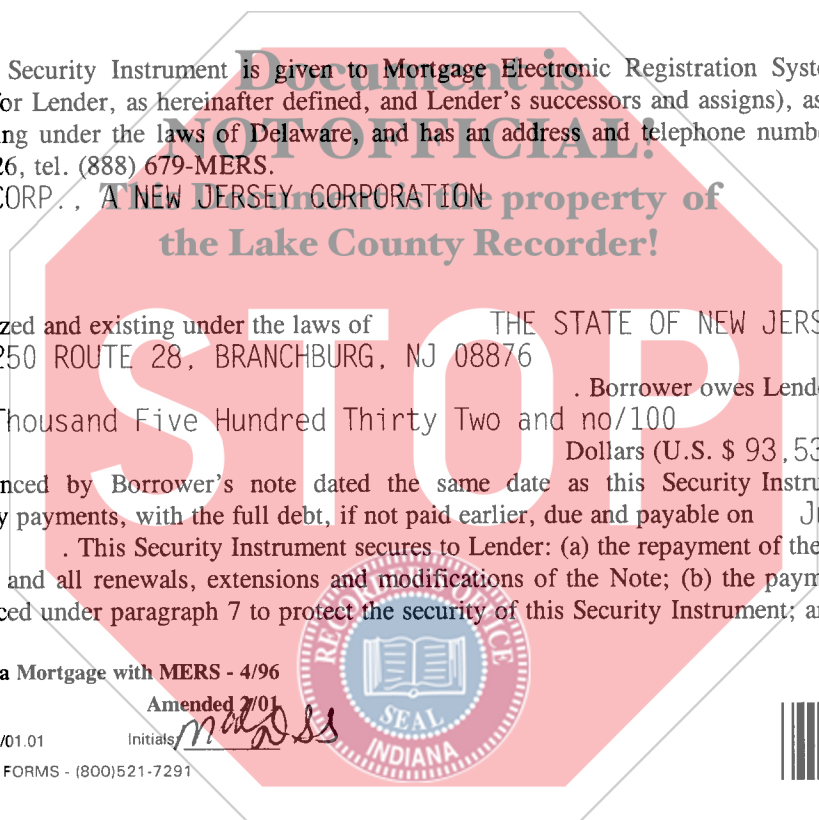 Document is
Security Instrument is given to Mortgage Electronic Registration Syste
or Lender, as hereinafter defined, and Lender's successors and assigns), as
NOT OFFICIAL!
ng under the laws of Delaware, and has an address and telephone numbe
26, tel. (888) 679-MERS.
CORP., A NEW JERSEY CORPORATION
This Document is the property of
the Lake County Recorder!
STOP
zed and existing under the laws of THE STATE OF NEW JERS
250 ROUTE 28, BRANCHBURG, NJ 08876
. Borrower owes Lende
Thousand Five Hundred Thirty Two and no/100
Dollars (U.S. $ 93,53
nced by Borrower's note dated the same date as this Security Instru
y payments, with the full debt, if not paid earlier, due and payable on J
. This Security Instrument secures to Lender: (a) the repayment of the
and all renewals, extensions and modifications of the Note; (b) the paym
ced under paragraph 7 to protect the security of this Security Instrument; a
RECORDER'S OFFICE
a Mortgage with MERS - 4/96
Amended 2/01
SEAL
/01.01 Initials:
INDIANA
FORMS - (800)521-7291